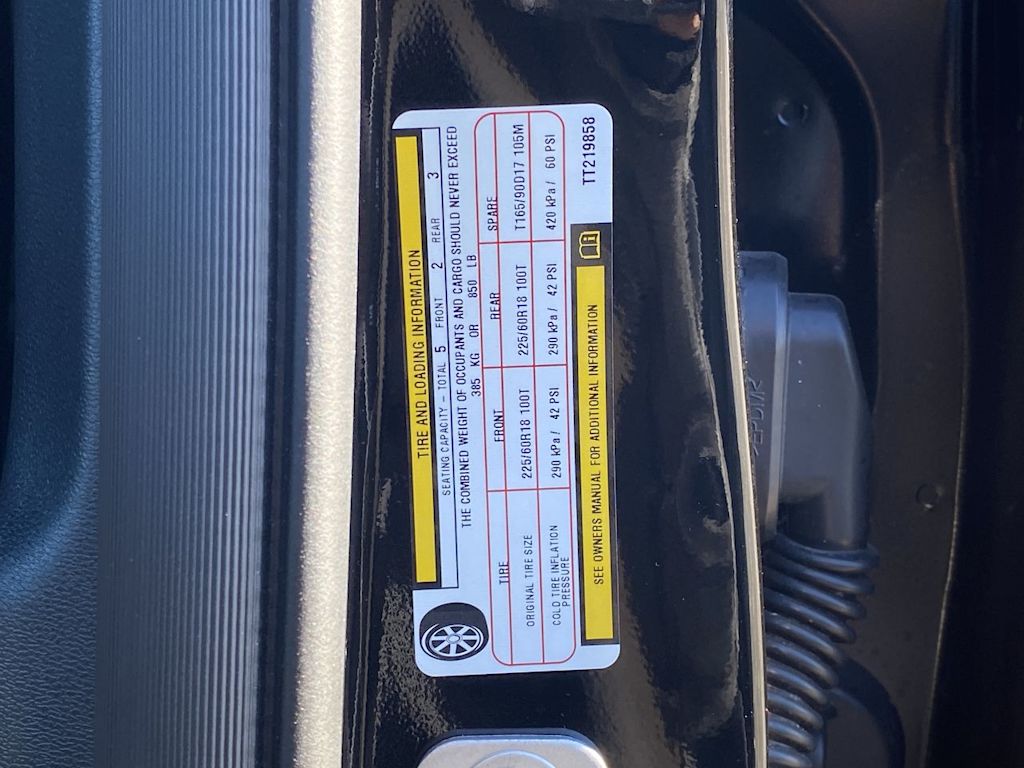 TIRE AND LOADING INFORMATION
SEATING CAPACITY – TOTAL 5 FRONT 2 REAR 3
THE COMBINED WEIGHT OF OCCUPANTS AND CARGO SHOULD NEVER EXCEED
385 KG OR 850 LB
TIRE FRONT REAR SPARE
ORIGINAL TIRE SIZE 225/60R18 100T 225/60R18 100T T165/90D17 105M
COLD TIRE INFLATION PRESSURE 290 kPa / 42 PSI 290 kPa / 42 PSI 420 kPa / 60 PSI
SEE OWNERS MANUAL FOR ADDITIONAL INFORMATION
TT219858